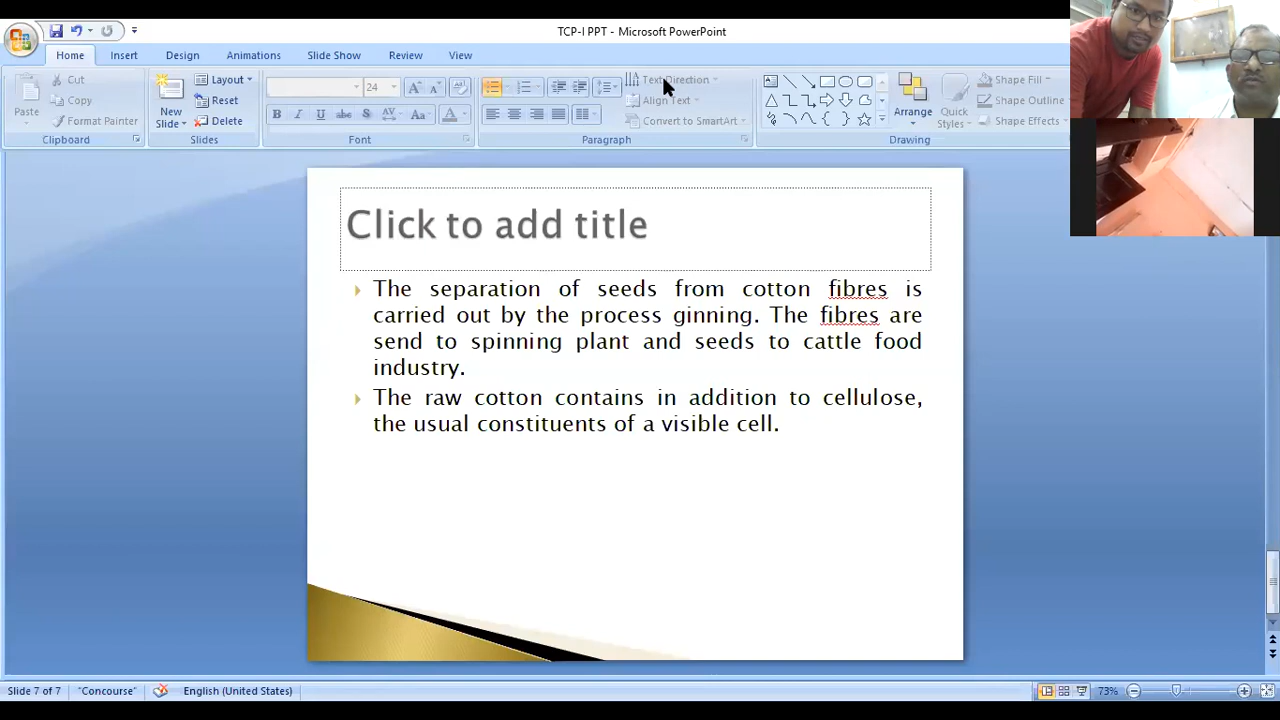 TCP-I PPT - Microsoft PowerPoint
Home Insert Design Animations Slide Show Review View
Cut
Copy
Format Painter
Paste
Clipboard
New Slide
Layout
Reset
Delete
Slides
24
B I U abc S AV Aa A
Font
Paragraph
Text Direction
Align Text
Convert to SmartArt
Arrange
Quick Styles
Shape Fill
Shape Outline
Shape Effects
Drawing
Click to add title
The separation of seeds from cotton fibres is
carried out by the process ginning. The fibres are
send to spinning plant and seeds to cattle food
industry.
The raw cotton contains in addition to cellulose,
the usual constituents of a visible cell.
Slide 7 of 7 "Concourse" English (United States) 73%